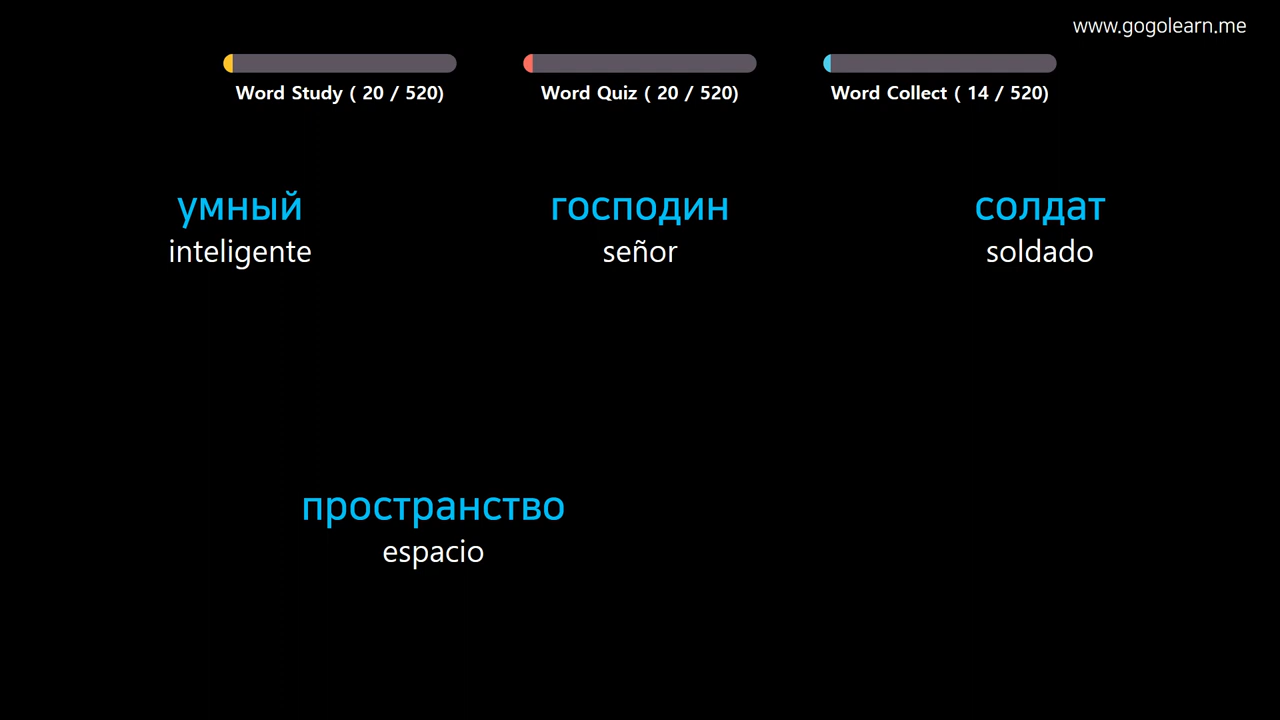 www.gogolearn.me
Word Study ( 20 / 520)
Word Quiz ( 20 / 520)
Word Collect ( 14 / 520)
умный
inteligente
господин
señor
солдат
soldado
пространство
espacio